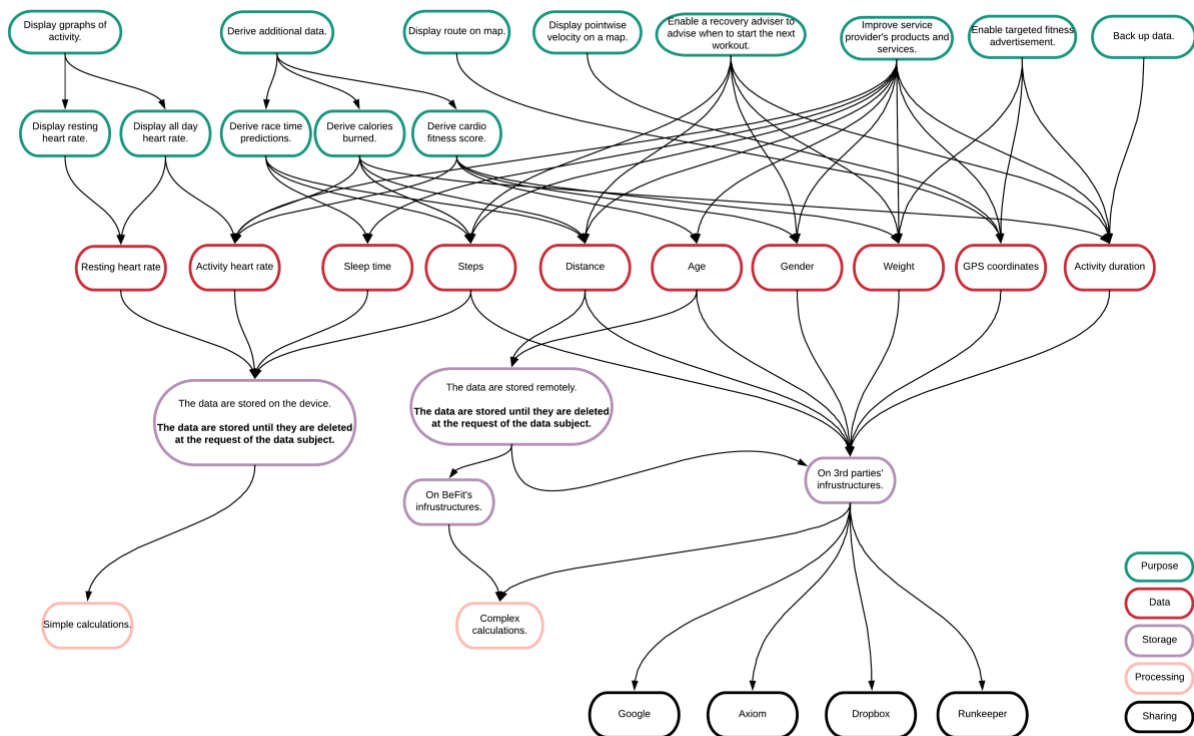 Display gpraphs of
activity.
Derive additional data.
Display route on map.
Display pointwise
velocity on a map.
Enable a recovery adviser to
advise when to start the next
workout.
Improve service
provider's products and
services.
Enable targeted fitness
advertisement.
Back up data.
Display resting
heart rate.
Display all day
heart rate.
Derive race time
predictions.
Derive calories
burned.
Derive cardio
fitness score.
Resting heart rate
Activity heart rate
Sleep time
Steps
Distance
Age
Gender
Weight
GPS coordinates
Activity duration
The data are stored on the device.
The data are stored until they are deleted
at the request of the data subject.
The data are stored remotely.
The data are stored until they are deleted
at the request of the data subject.
On BeFit's
infrustructures.
On 3rd parties'
infrustructures.
Simple calculations.
Complex
calculations.
Google
Axiom
Dropbox
Runkeeper
Purpose
Data
Storage
Processing
Sharing